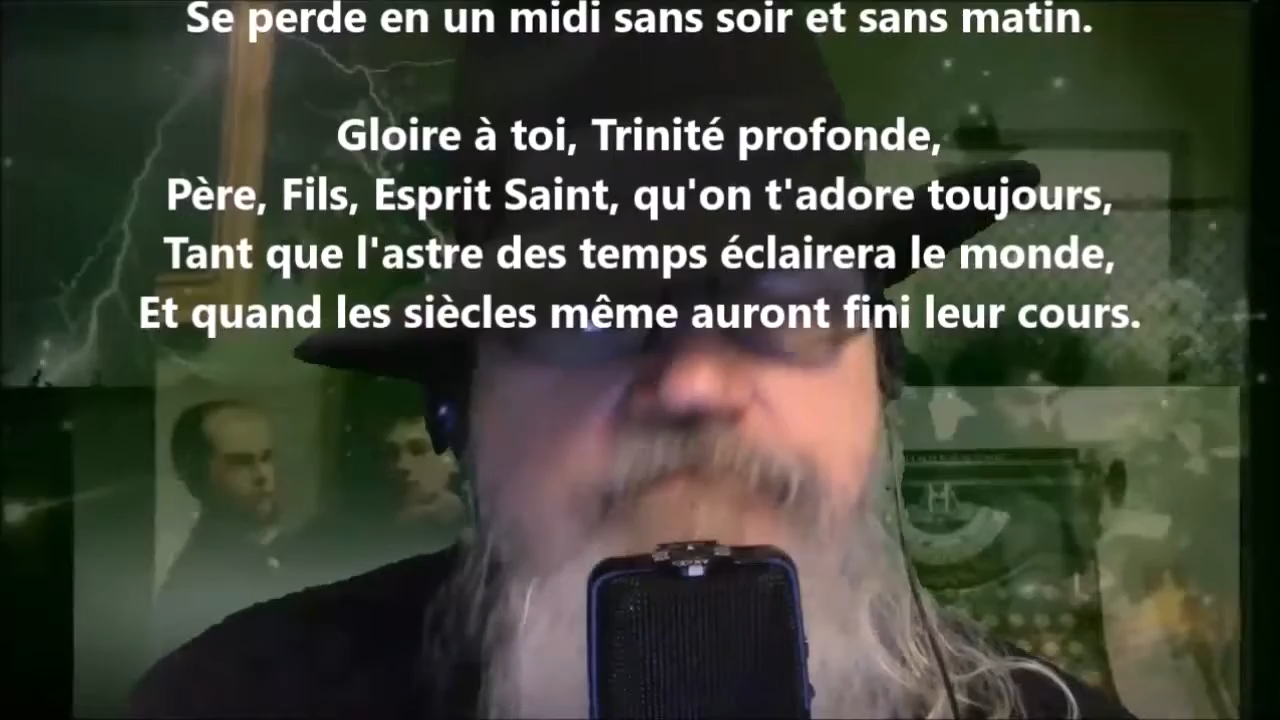 Se perde en un midi sans soir et sans matin.
Gloire à toi, Trinité profonde,
Père, Fils, Esprit Saint, qu'on t'adore toujours,
Tant que l'astre des temps éclairera le monde,
Et quand les siècles même auront fini leur cours.